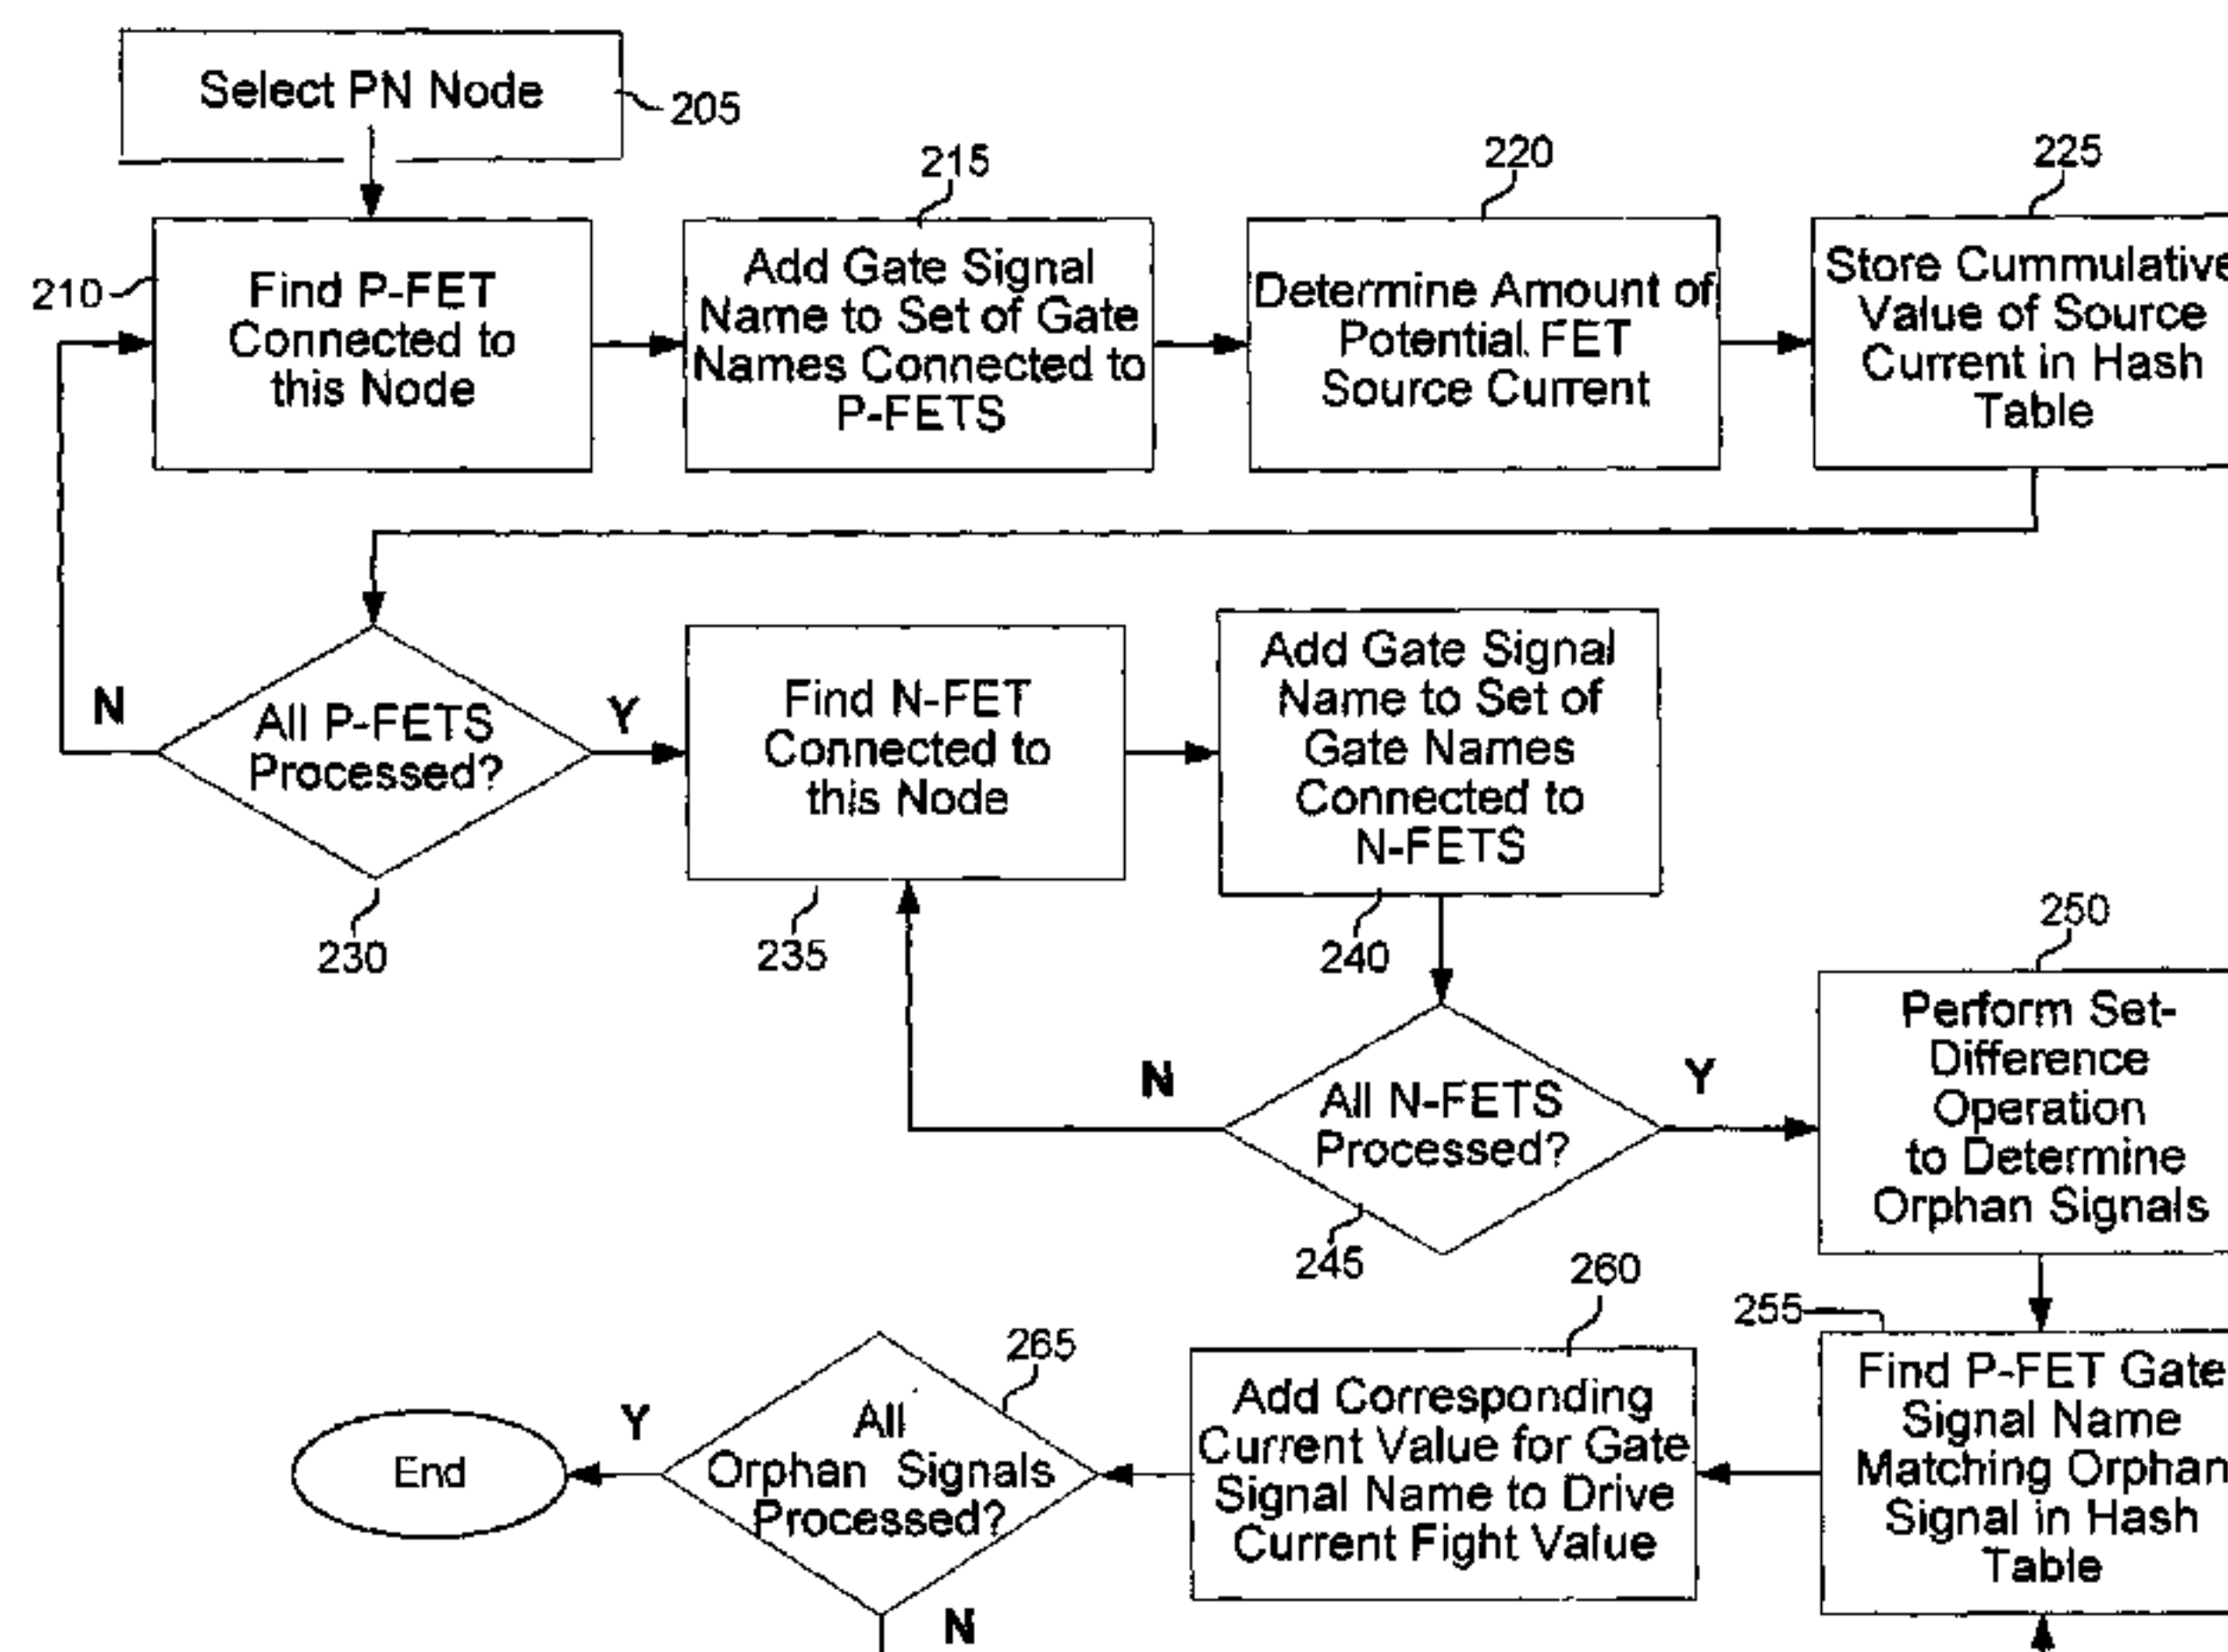 Select PN Node
205
215
220
225
210
Find P-FET
Connected to
this Node
Add Gate Signal
Name to Set of Gate
Names Connected to
P-FETS
Determine Amount of
Potential FET
Source Current
Store Cummulative
Value of Source
Current in Hash
Table
N
All P-FETS
Processed?
Y
230
Find N-FET
Connected to
this Node
235
Add Gate Signal
Name to Set of
Gate Names
Connected to
N-FETS
240
N
All N-FETS
Processed?
Y
245
250
Perform Set-
Difference
Operation
to Determine
Orphan Signals
255
Find P-FET Gate
Signal Name
Matching Orphan
Signal in Hash
Table
260
Add Corresponding
Current Value for Gate
Signal Name to Drive
Current Fight Value
265
All
Orphan Signals
Processed?
Y
N
End